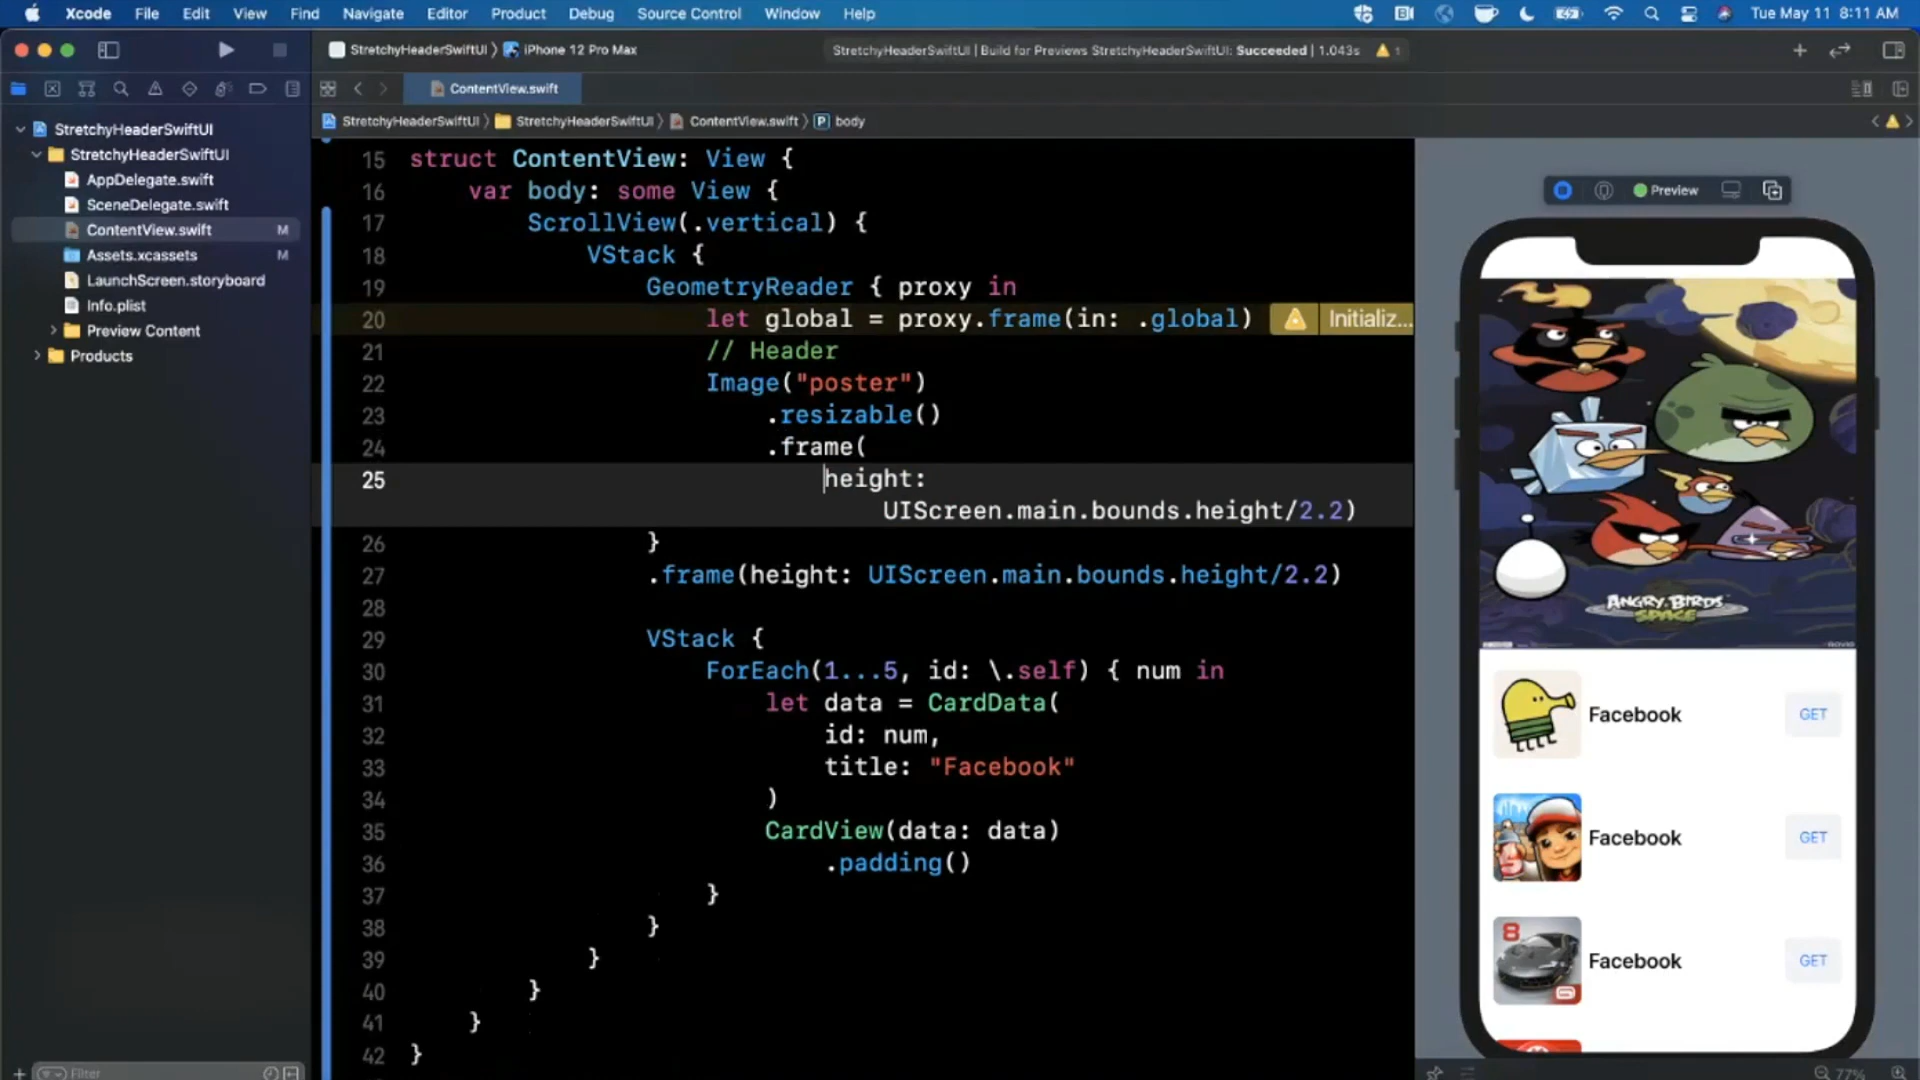 Xcode File Edit View Find Navigate Editor Product Debug Source Control Window Help Tue May 11 8:11 AM
StretchyHeaderSwiftUI 〉 iPhone 12 Pro Max
StretchyHeaderSwiftUI | Build for Previews StretchyHeaderSwiftUI: Succeeded | 1.043s 1
ContentView.swift
StretchyHeaderSwiftUI 〉 StretchyHeaderSwiftUI 〉 ContentView.swift 〉 P body
StretchyHeaderSwiftUI
StretchyHeaderSwiftUI
AppDelegate.swift
SceneDelegate.swift
ContentView.swift M
Assets.xcassets M
LaunchScreen.storyboard
Info.plist
Preview Content
Products
Filter
15 struct ContentView: View {
16 var body: some View {
17 ScrollView(.vertical) {
18 VStack {
19 GeometryReader { proxy in
20 let global = proxy.frame(in: .global) Initializ...
21 // Header
22 Image("poster")
23 .resizable()
24 .frame(
25 height:
UIScreen.main.bounds.height/2.2)
26 }
27 .frame(height: UIScreen.main.bounds.height/2.2)
28
29 VStack {
30 ForEach(1...5, id: \.self) { num in
31 let data = CardData(
32 id: num,
33 title: "Facebook"
34 )
35 CardView(data: data)
36 .padding()
37 }
38 }
39 }
40 }
41 }
42 }
Preview
ANGRY BIRDS
SPACE
Facebook GET
Facebook GET
8
Facebook GET
77%